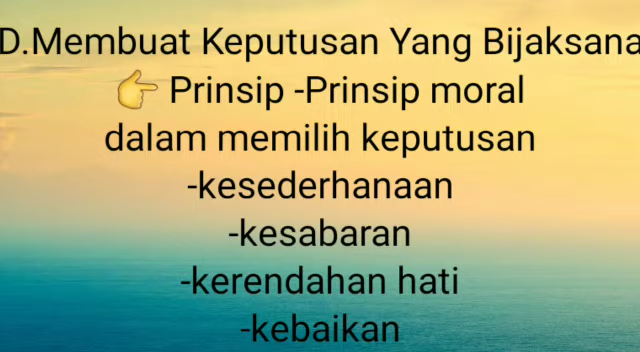 D.Membuat Keputusan Yang Bijaksana
👉 Prinsip -Prinsip moral
dalam memilih keputusan
-kesederhanaan
-kesabaran
-kerendahan hati
-kebaikan